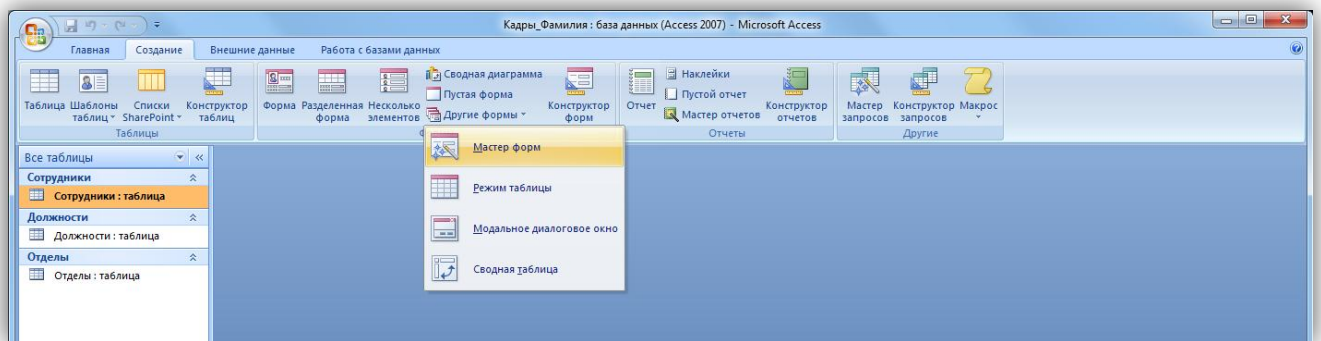 Кадры_Фамилия : база данных (Access 2007) - Microsoft Access
Главная Создание Внешние данные Работа с базами данных
Таблица
Шаблоны
таблиц
Списки
SharePoint
Конструктор
таблиц
Таблицы
Форма
Разделенная
форма
Несколько
элементов
Сводная диаграмма
Пустая форма
Другие формы
Конструктор
форм
Отчет
Наклейки
Пустой отчет
Мастер отчетов
Конструктор
отчетов
Отчеты
Мастер
запросов
Конструктор
запросов
Макрос
Другие
Мастер форм
Режим таблицы
Модальное диалоговое окно
Сводная таблица
Все таблицы
Сотрудники
Сотрудники : таблица
Должности
Должности : таблица
Отделы
Отделы : таблица